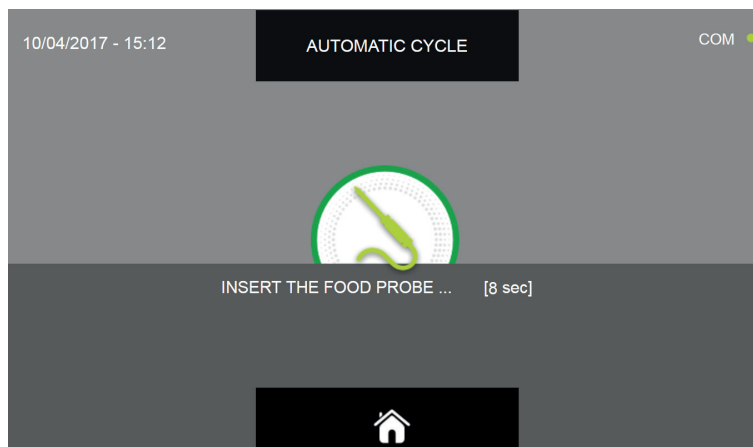 10/04/2017 - 15:12
AUTOMATIC CYCLE
COM
INSERT THE FOOD PROBE ... [8 sec]